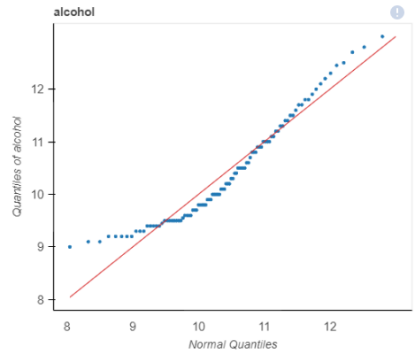 alcohol
!
Quantiles of alcohol
12
11
10
9
8
8 9 10 11 12
Normal Quantiles